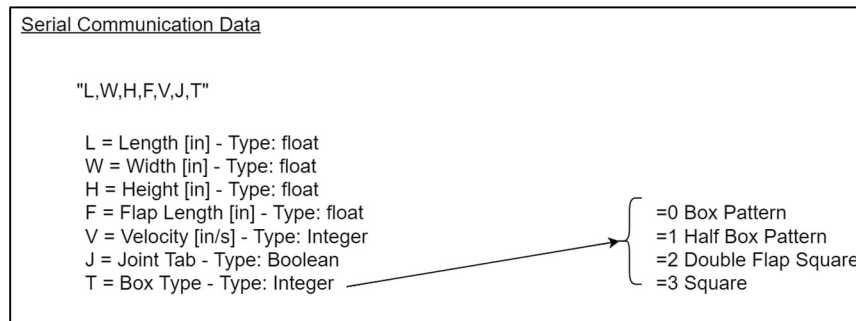 Serial Communication Data
"L,W,H,F,V,J,T"
L = Length [in] - Type: float
W = Width [in] - Type: float
H = Height [in] - Type: float
F = Flap Length [in] - Type: float
V = Velocity [in/s] - Type: Integer
J = Joint Tab - Type: Boolean
T = Box Type - Type: Integer
=0 Box Pattern
=1 Half Box Pattern
=2 Double Flap Square
=3 Square